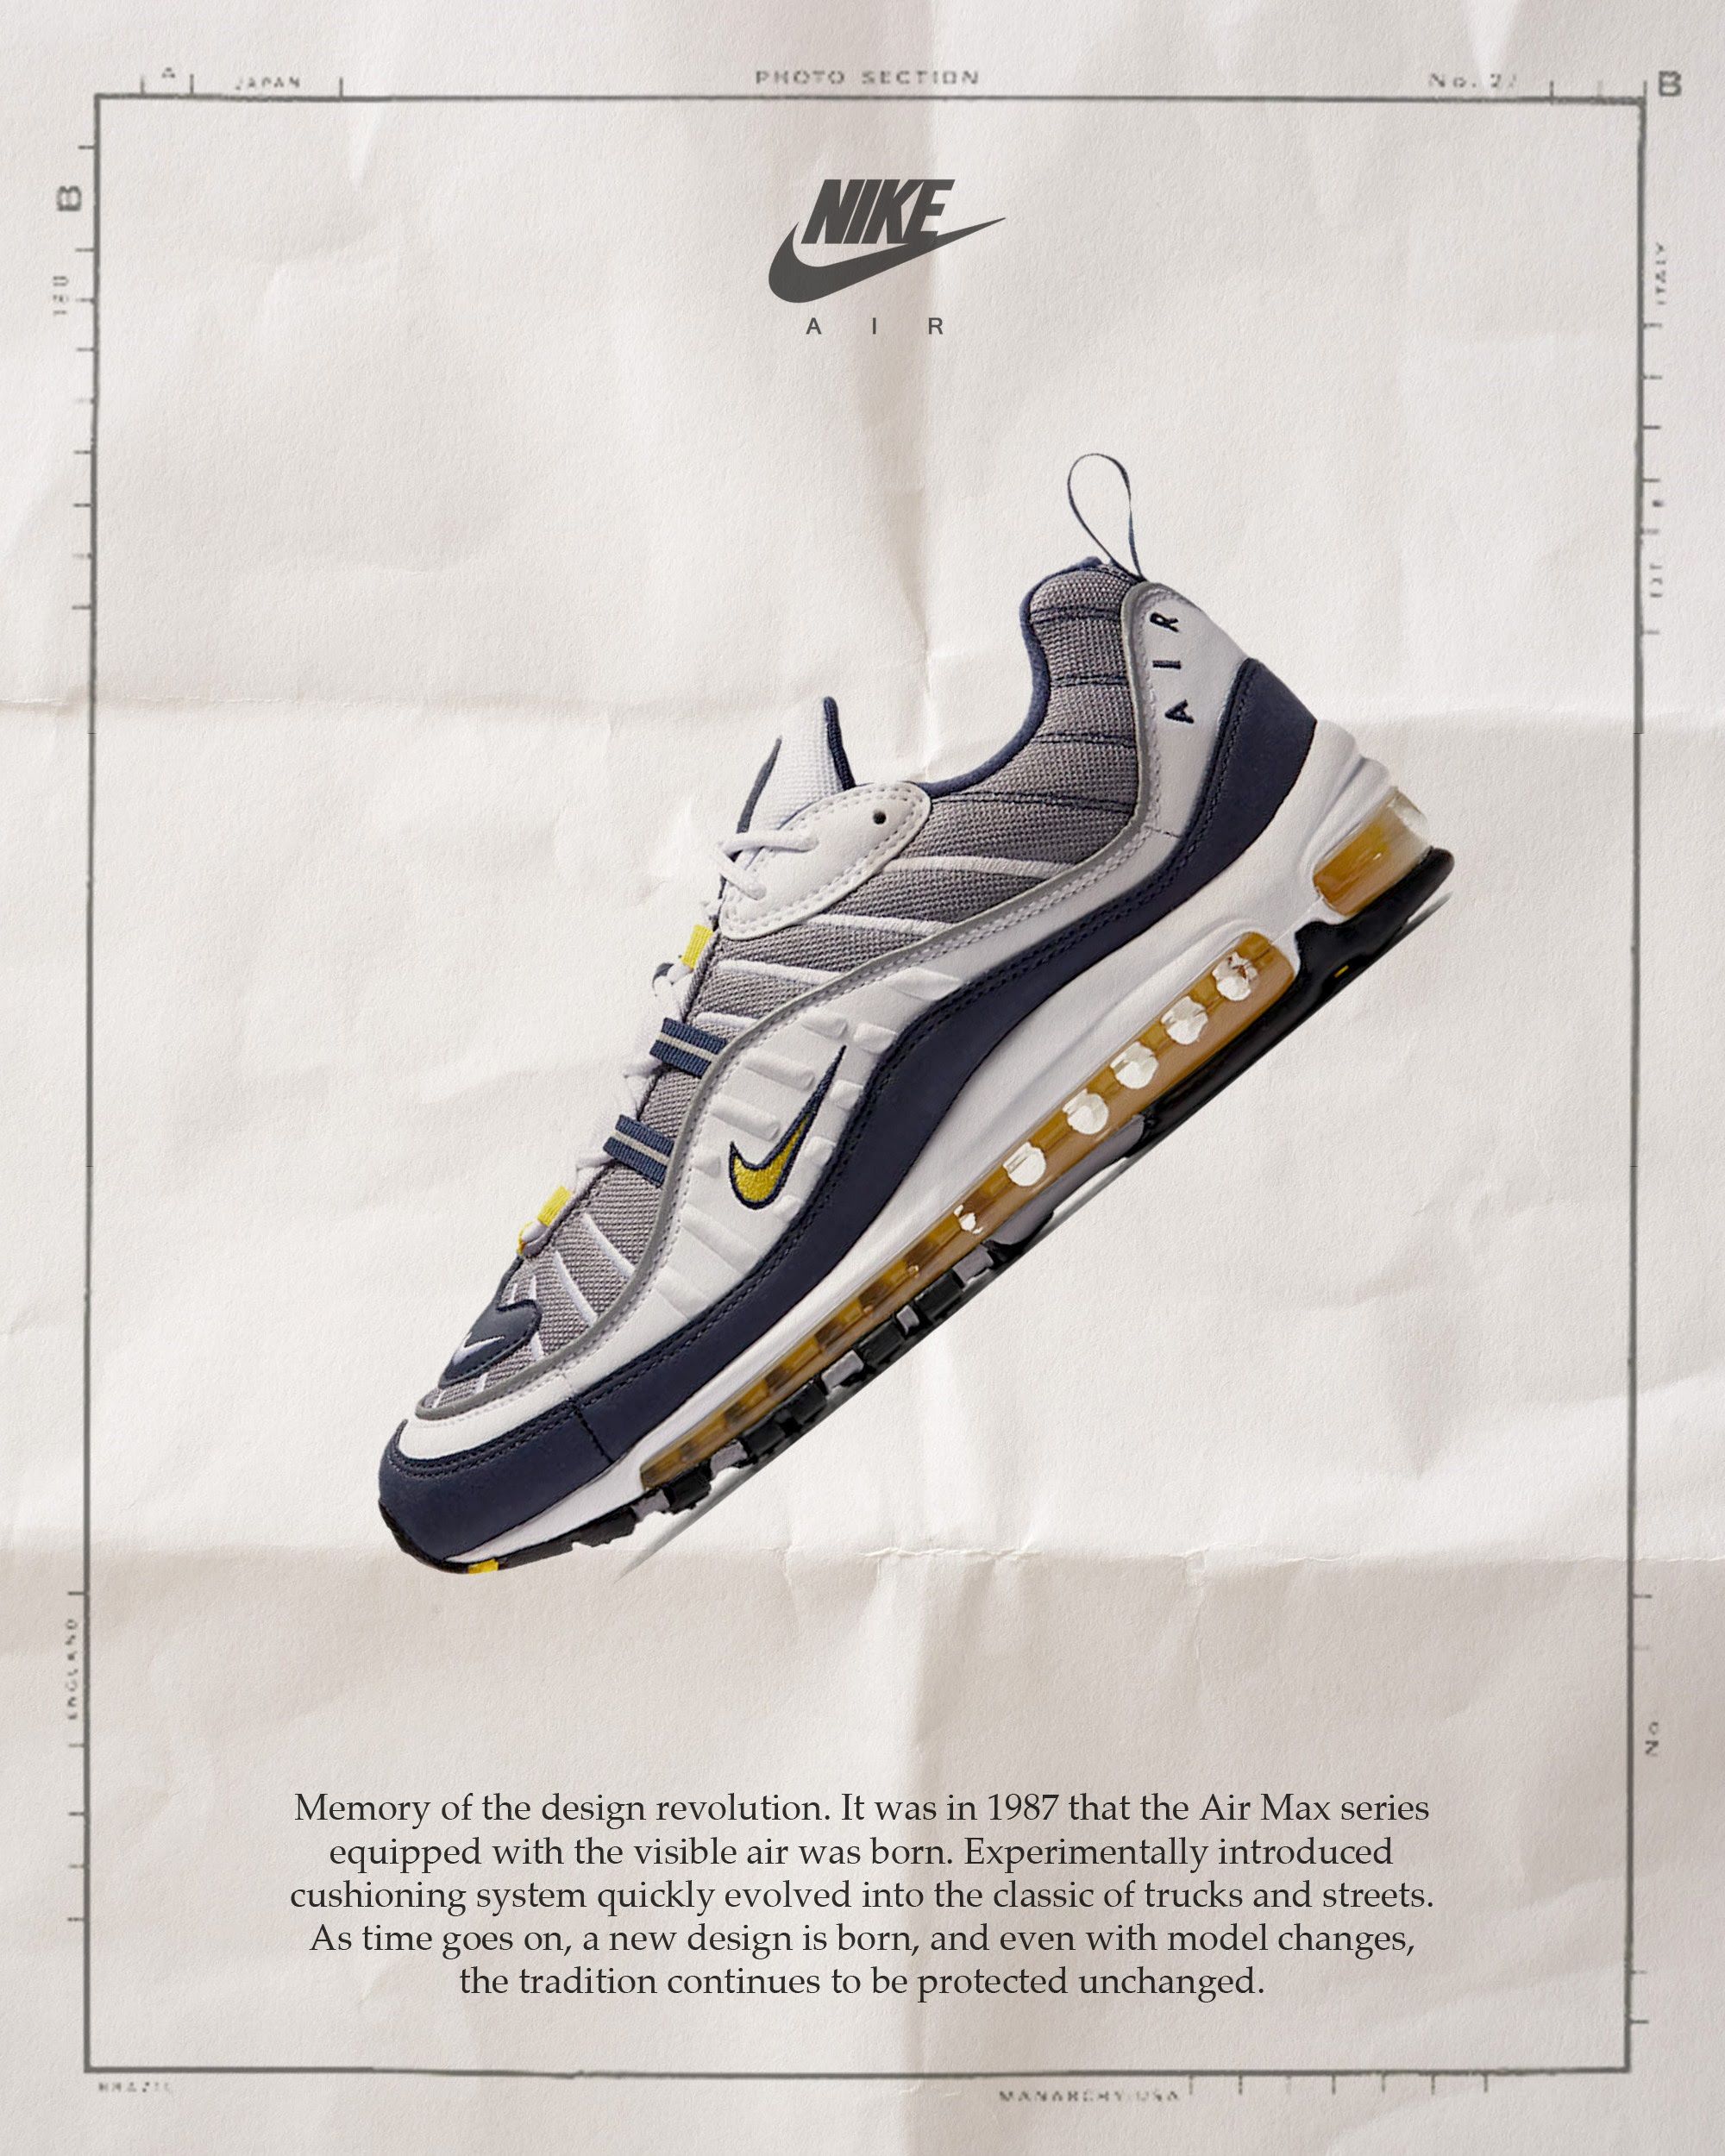 A
JAPAN
PHOTO SECTION
No. 2
B
B
180
ITALY
NIKE
AIR
AIR
ENGLAND
No
Memory of the design revolution. It was in 1987 that the Air Max series
equipped with the visible air was born. Experimentally introduced
cushioning system quickly evolved into the classic of trucks and streets.
As time goes on, a new design is born, and even with model changes,
the tradition continues to be protected unchanged.
BRAZIL
MANARCHY/USA